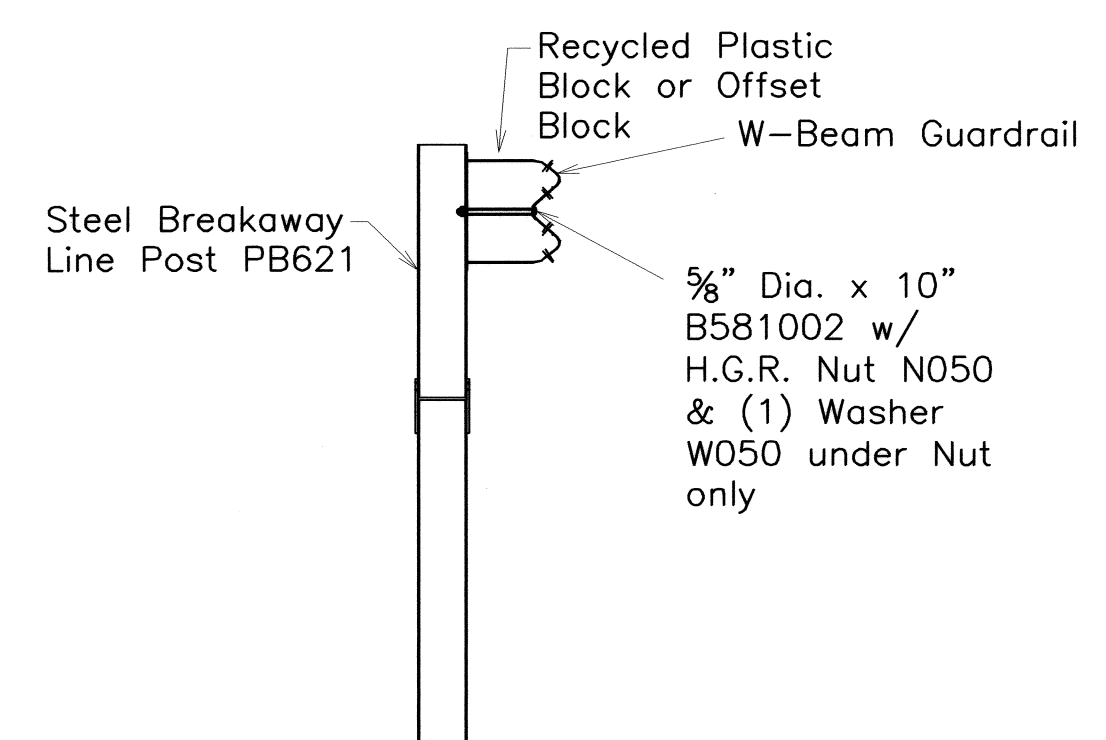 Recycled Plastic
Block or Offset
Block
W-Beam Guardrail
Steel Breakaway
Line Post PB621
⅝" Dia. x 10"
B581002 w/
H.G.R. Nut N050
& (1) Washer
W050 under Nut
only